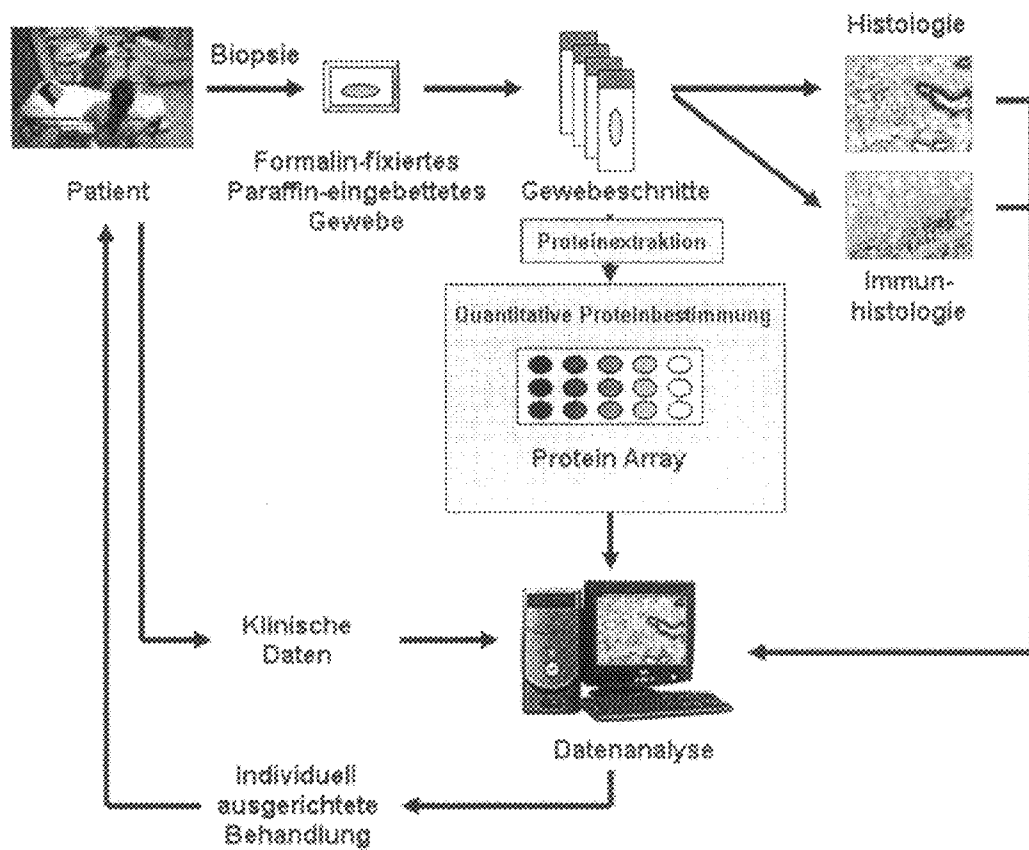 Histologie
Biopsie
Patient
Formalin-fixiertes
Paraffin-eingebettetes
Gewebe
Gewebeschnitte
Proteinextraktion
Immun-
histologie
Quantitative Proteinbestimmung
Protein Array
Klinische
Daten
Datenanalyse
Individuell
ausgerichtete
Behandlung